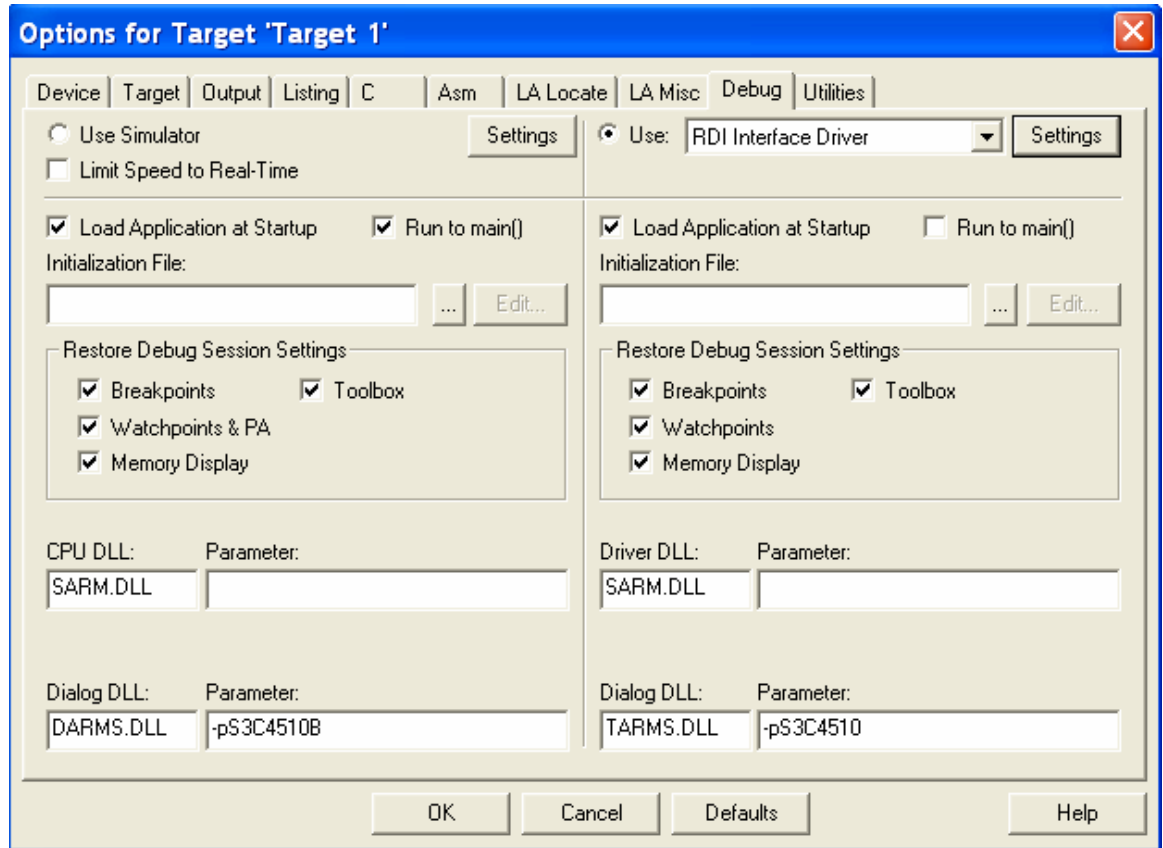 Options for Target 'Target 1'
Device Target Output Listing C Asm LA Locate LA Misc Debug Utilities
Use Simulator Settings Use: RDI Interface Driver Settings
Limit Speed to Real-Time
Load Application at Startup Run to main() Load Application at Startup Run to main()
Initialization File: Initialization File:
... Edit... ... Edit...
Restore Debug Session Settings Restore Debug Session Settings
Breakpoints Toolbox Breakpoints Toolbox
Watchpoints & PA Watchpoints
Memory Display Memory Display
CPU DLL: Parameter: Driver DLL: Parameter:
SARM.DLL SARM.DLL
Dialog DLL: Parameter: Dialog DLL: Parameter:
DARMS.DLL -pS3C4510B TARMS.DLL -pS3C4510
OK Cancel Defaults Help